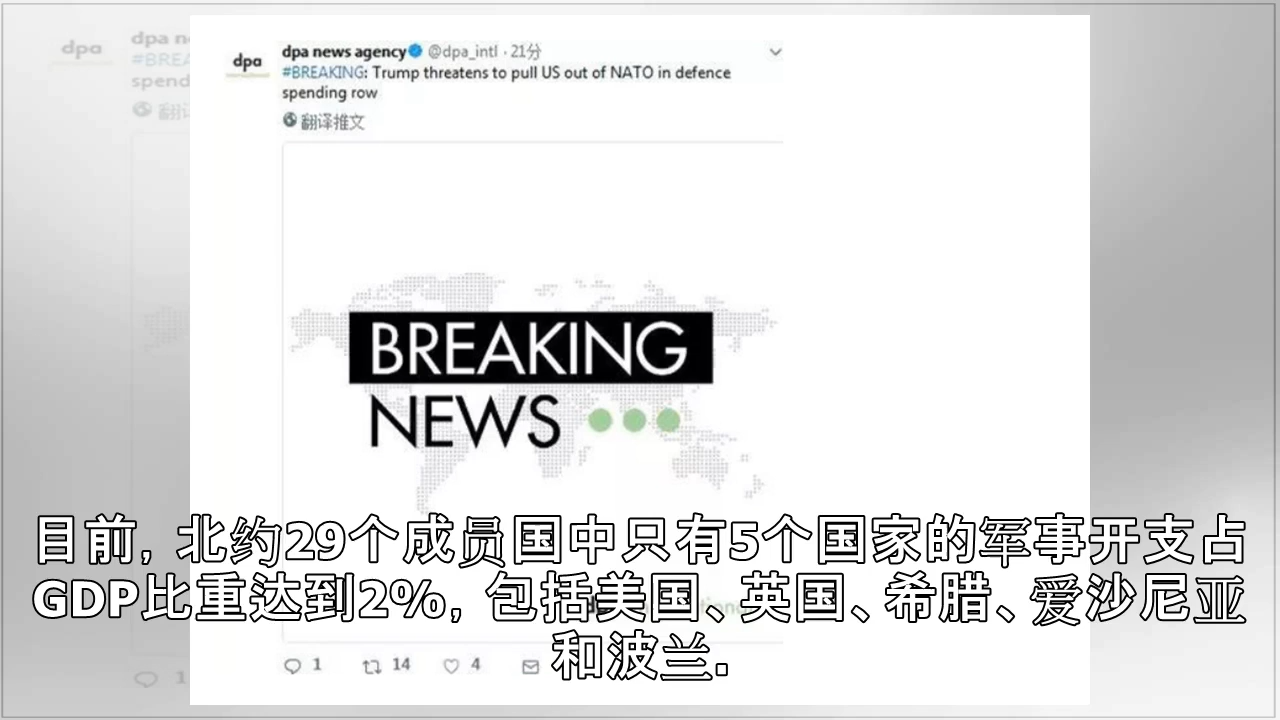 dpa
dpa news agency @dpa_intl · 21分
#BREAKING: Trump threatens to pull US out of NATO in defence
spending row
翻译推文
BREAKING
NEWS
目前, 北约29个成员国中只有5个国家的军事开支占
GDP比重达到2%, 包括美国、英国、希腊、爱沙尼亚
和波兰.
1 14 4